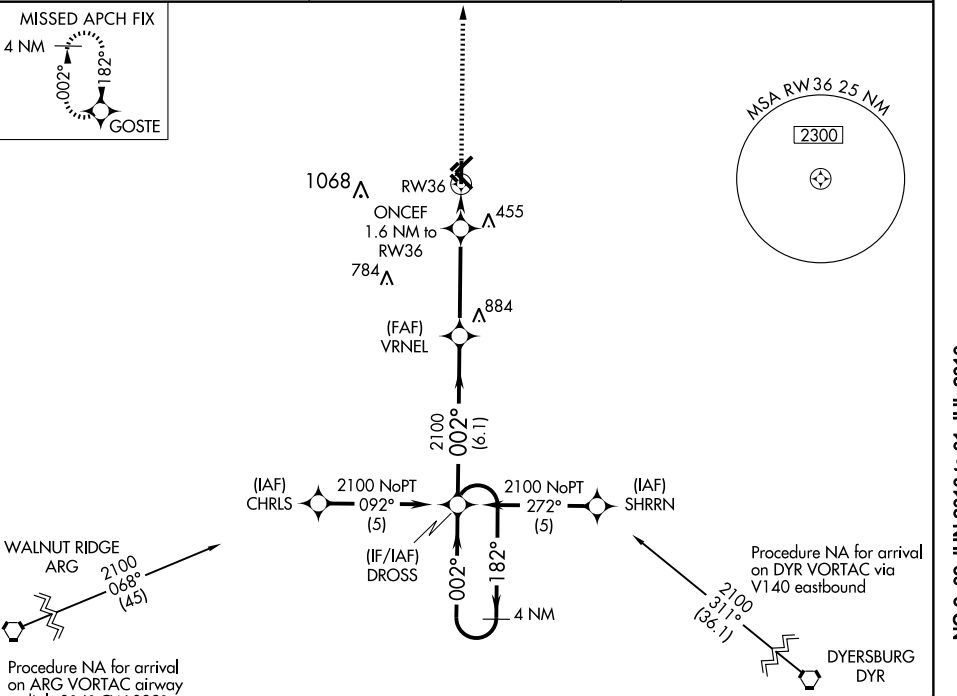 MISSED APCH FIX
4 NM
002°
182°
GOSTE
MSA RW36 25 NM
2300
1068
RW36
ONCEF
1.6 NM to
RW36
455
784
884
(FAF)
VRNEL
2100
002°
(6.1)
(IAF)
CHRLS
2100 NoPT
092°
(5)
2100 NoPT
272°
(5)
(IAF)
SHRRN
(IF/IAF)
DROSS
002°
182°
4 NM
WALNUT RIDGE
ARG
2100
068°
(45)
Procedure NA for arrival
on ARG VORTAC airway
Procedure NA for arrival
on DYR VORTAC via
V140 eastbound
2100
311°
(36.1)
DYERSBURG
DYR